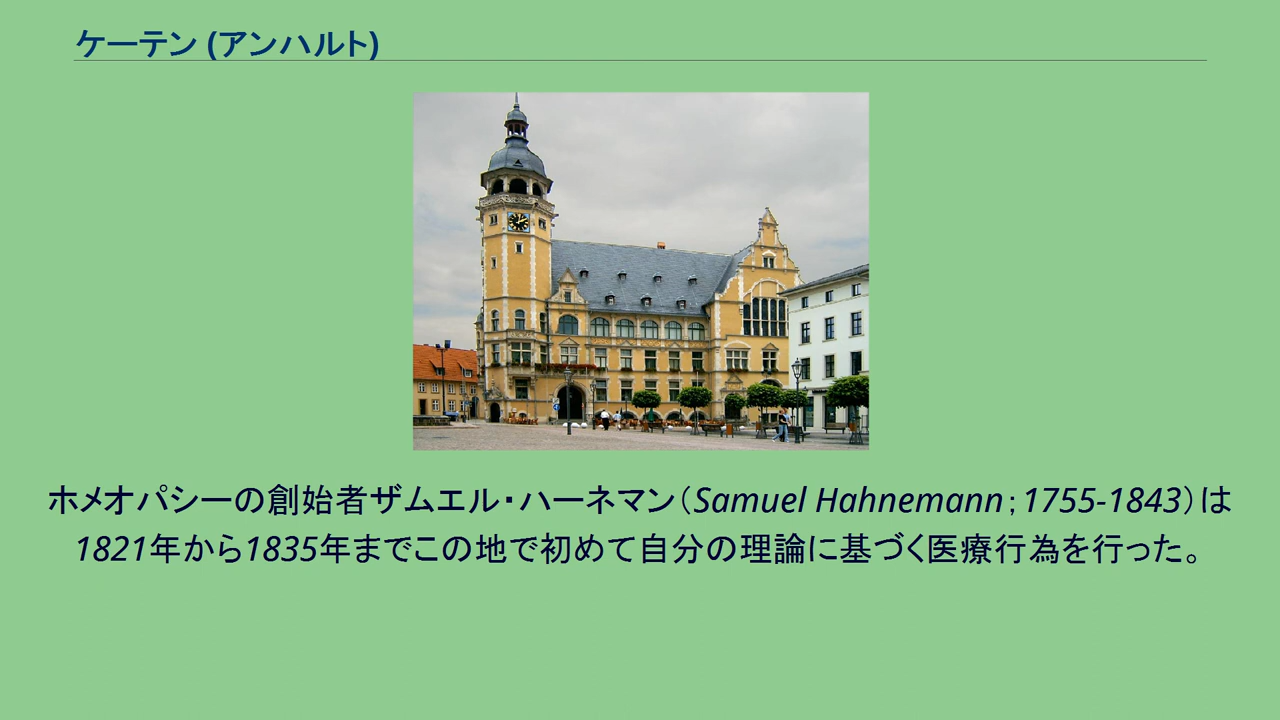 ケーテン (アンハルト)
ホメオパシーの創始者ザムエル・ハーネマン（Samuel Hahnemann；1755-1843）は
1821年から1835年までこの地で初めて自分の理論に基づく医療行為を行った。